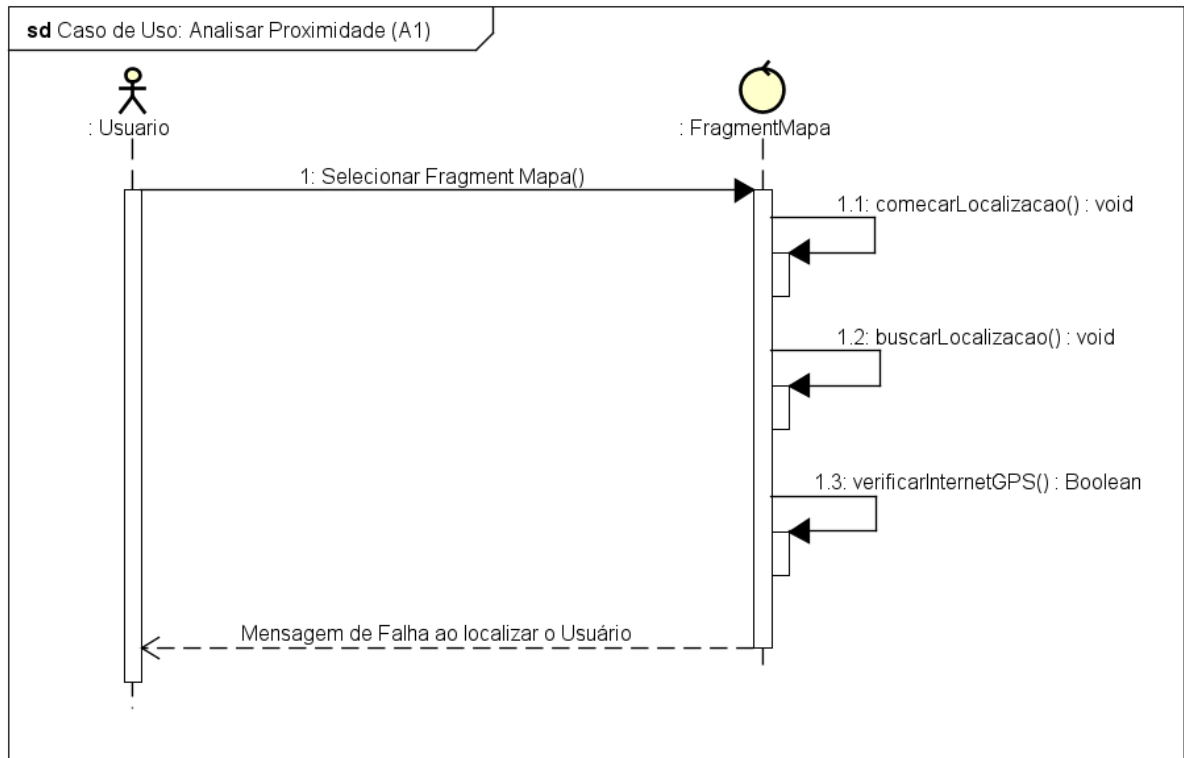 sd Caso de Uso: Analisar Proximidade (A1)
: Usuario
: FragmentMapa
1: Selecionar Fragment Mapa()
1.1: comecarLocalizacao() : void
1.2: buscarLocalizacao() : void
1.3: verificarInternetGPS() : Boolean
Mensagem de Falha ao localizar o Usuário